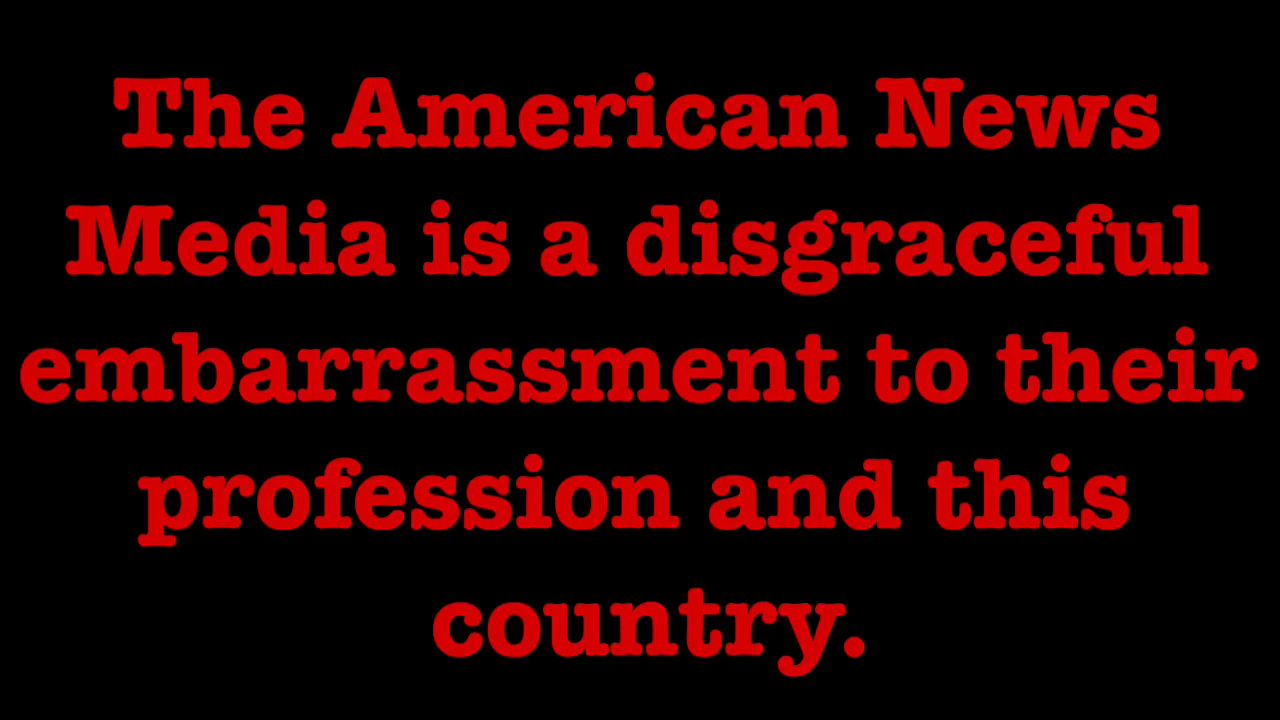 The American News
Media is a disgraceful
embarrassment to their
profession and this
country.